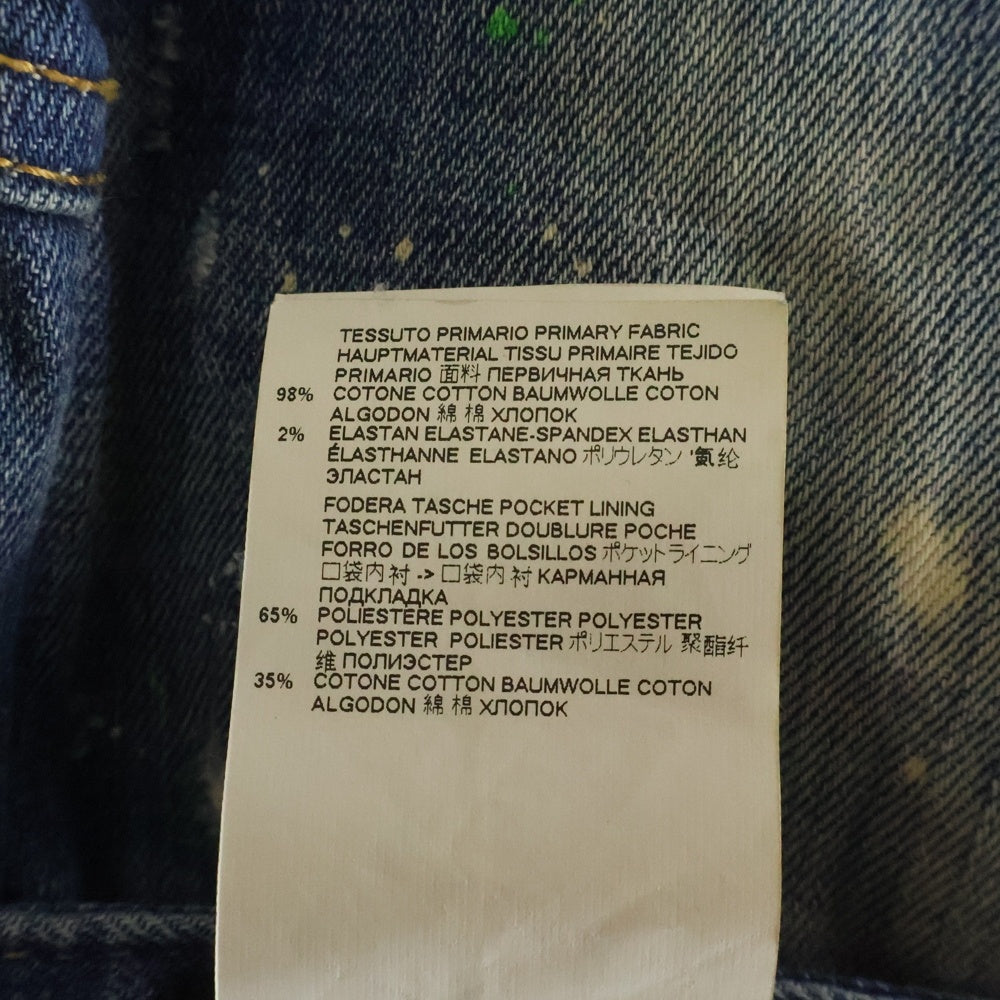 TESSUTO PRIMARIO PRIMARY FABRIC
HAUPTMATERIAL TISSU PRIMAIRE TEJIDO
PRIMARIO 面料 ПЕРВИЧНАЯ ТКАНЬ
98% COTONE COTTON BAUMWOLLE COTON
ALGODON 綿 棉 ХЛОПОК
2% ELASTAN ELASTANE-SPANDEX ELASTHAN
ÉLASTHANNE ELASTANO ポリウレタン '氨纶
ЭЛАСТАН
FODERA TASCHE POCKET LINING
TASCHENFUTTER DOUBLURE POCHE
FORRO DE LOS BOLSILLOS ポケットライニング
口袋内衬 -> 口袋内衬 КАРМАННАЯ
ПОДКЛАДКА
65% POLIESTERE POLYESTER POLYESTER
POLYESTER POLIESTER ポリエステル 聚酯纤
维 ПОЛИЭСТЕР
35% COTONE COTTON BAUMWOLLE COTON
ALGODON 綿 棉 ХЛОПОК